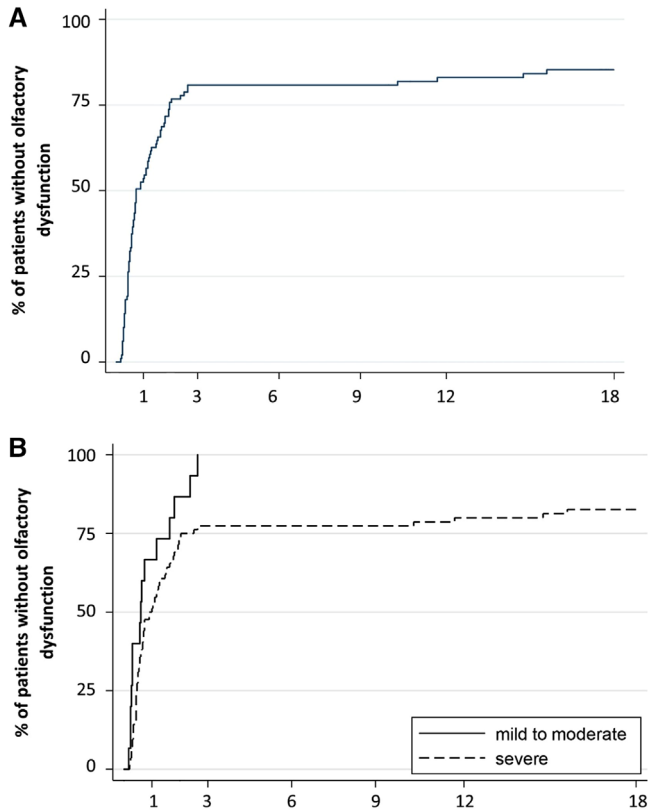 A
100
75
50
25
0
% of patients without olfactory
dysfunction
1 3 6 9 12 18
B
100
75
50
25
0
% of patients without olfactory
dysfunction
mild to moderate
severe
1 3 6 9 12 18